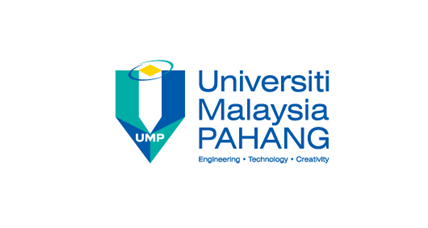 UMP
Universiti
Malaysia
PAHANG
Engineering • Technology • Creativity